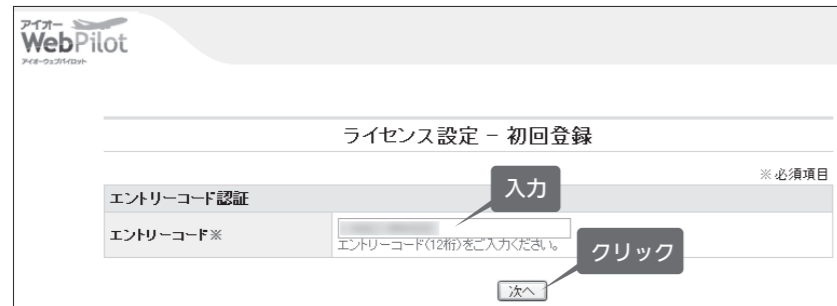 アイオー
WebPilot
アイオーウェブパイロット
ライセンス設定 − 初回登録
※必須項目
エントリーコード認証
入力
エントリーコード※
エントリーコード(12桁)をご入力ください。
クリック
次へ